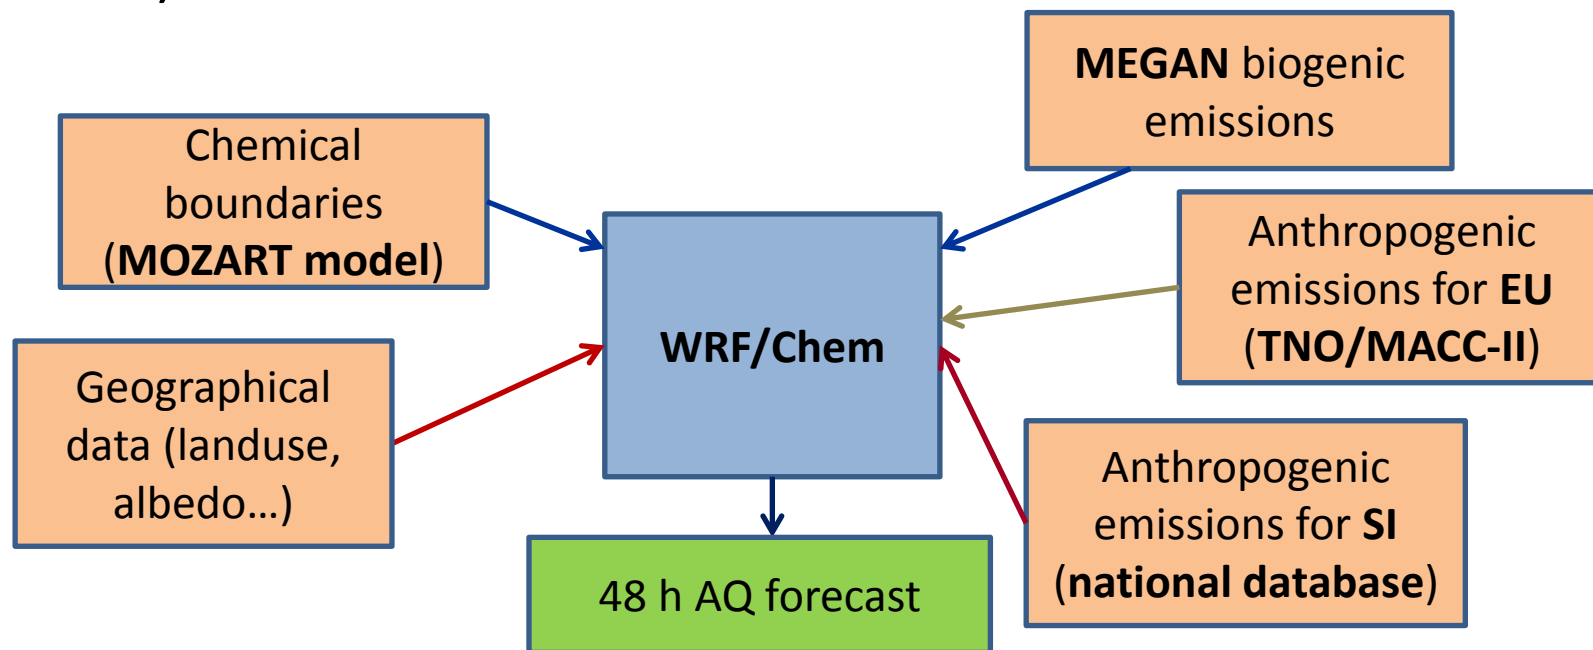 MEGAN biogenic
emissions
Chemical
boundaries
(MOZART model)
Anthropogenic
emissions for EU
(TNO/MACC-II)
WRF/Chem
Geographical
data (landuse,
albedo...)
Anthropogenic
emissions for SI
(national database)
48 h AQ forecast